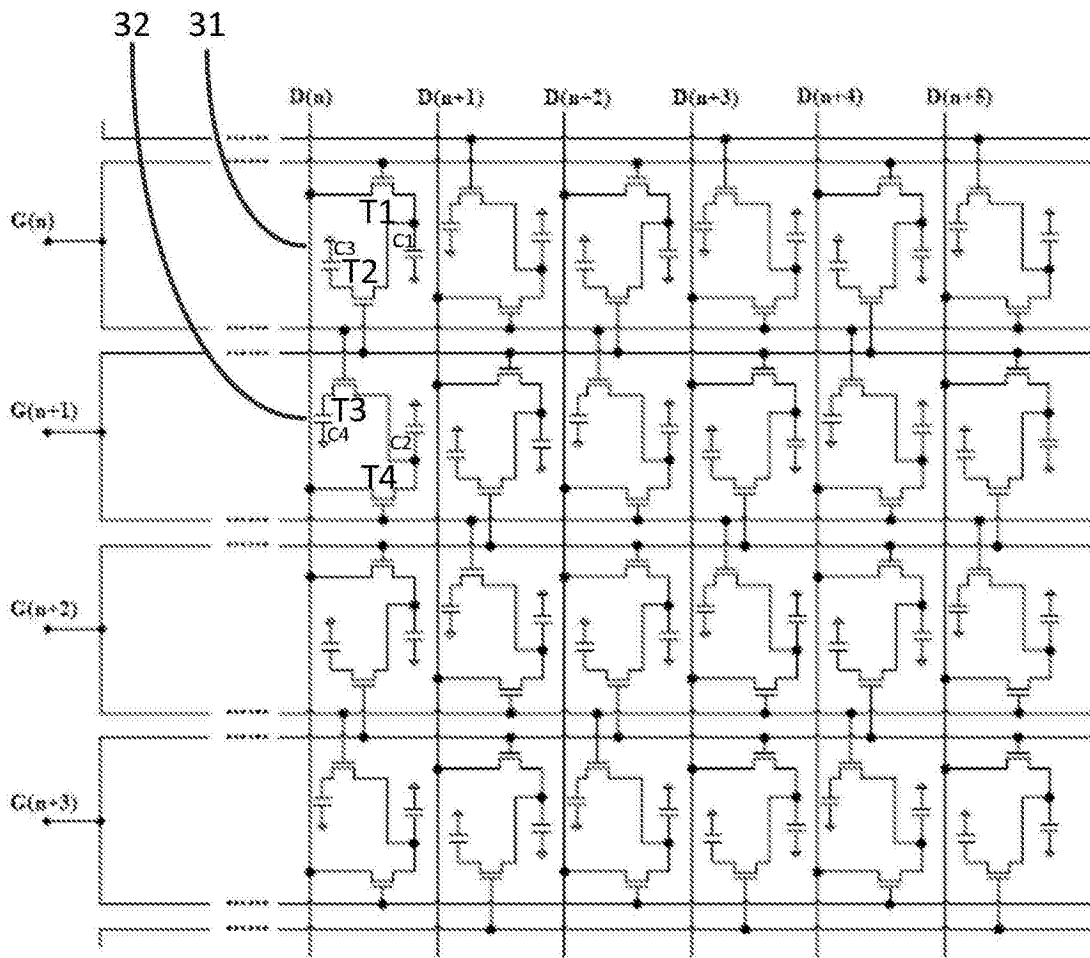 32 31
D(n) D(n+1) D(n+2) D(n+3) D(n+4) D(n+5)
G(n)
T1
C3 C1
T2
G(n+1)
T3
C4 C2
T4
G(n+2)
G(n+3)